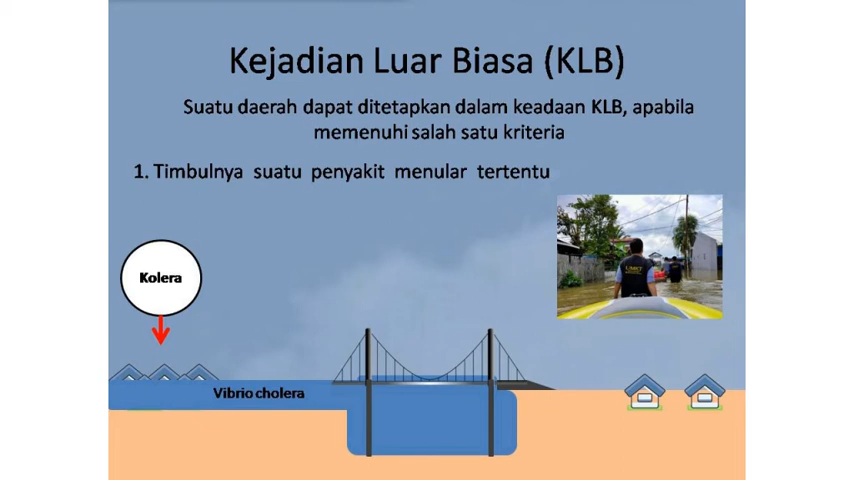 Kejadian Luar Biasa (KLB)
Suatu daerah dapat ditetapkan dalam keadaan KLB, apabila
memenuhi salah satu kriteria
1. Timbulnya suatu penyakit menular tertentu
Kolera
Vibrio cholera